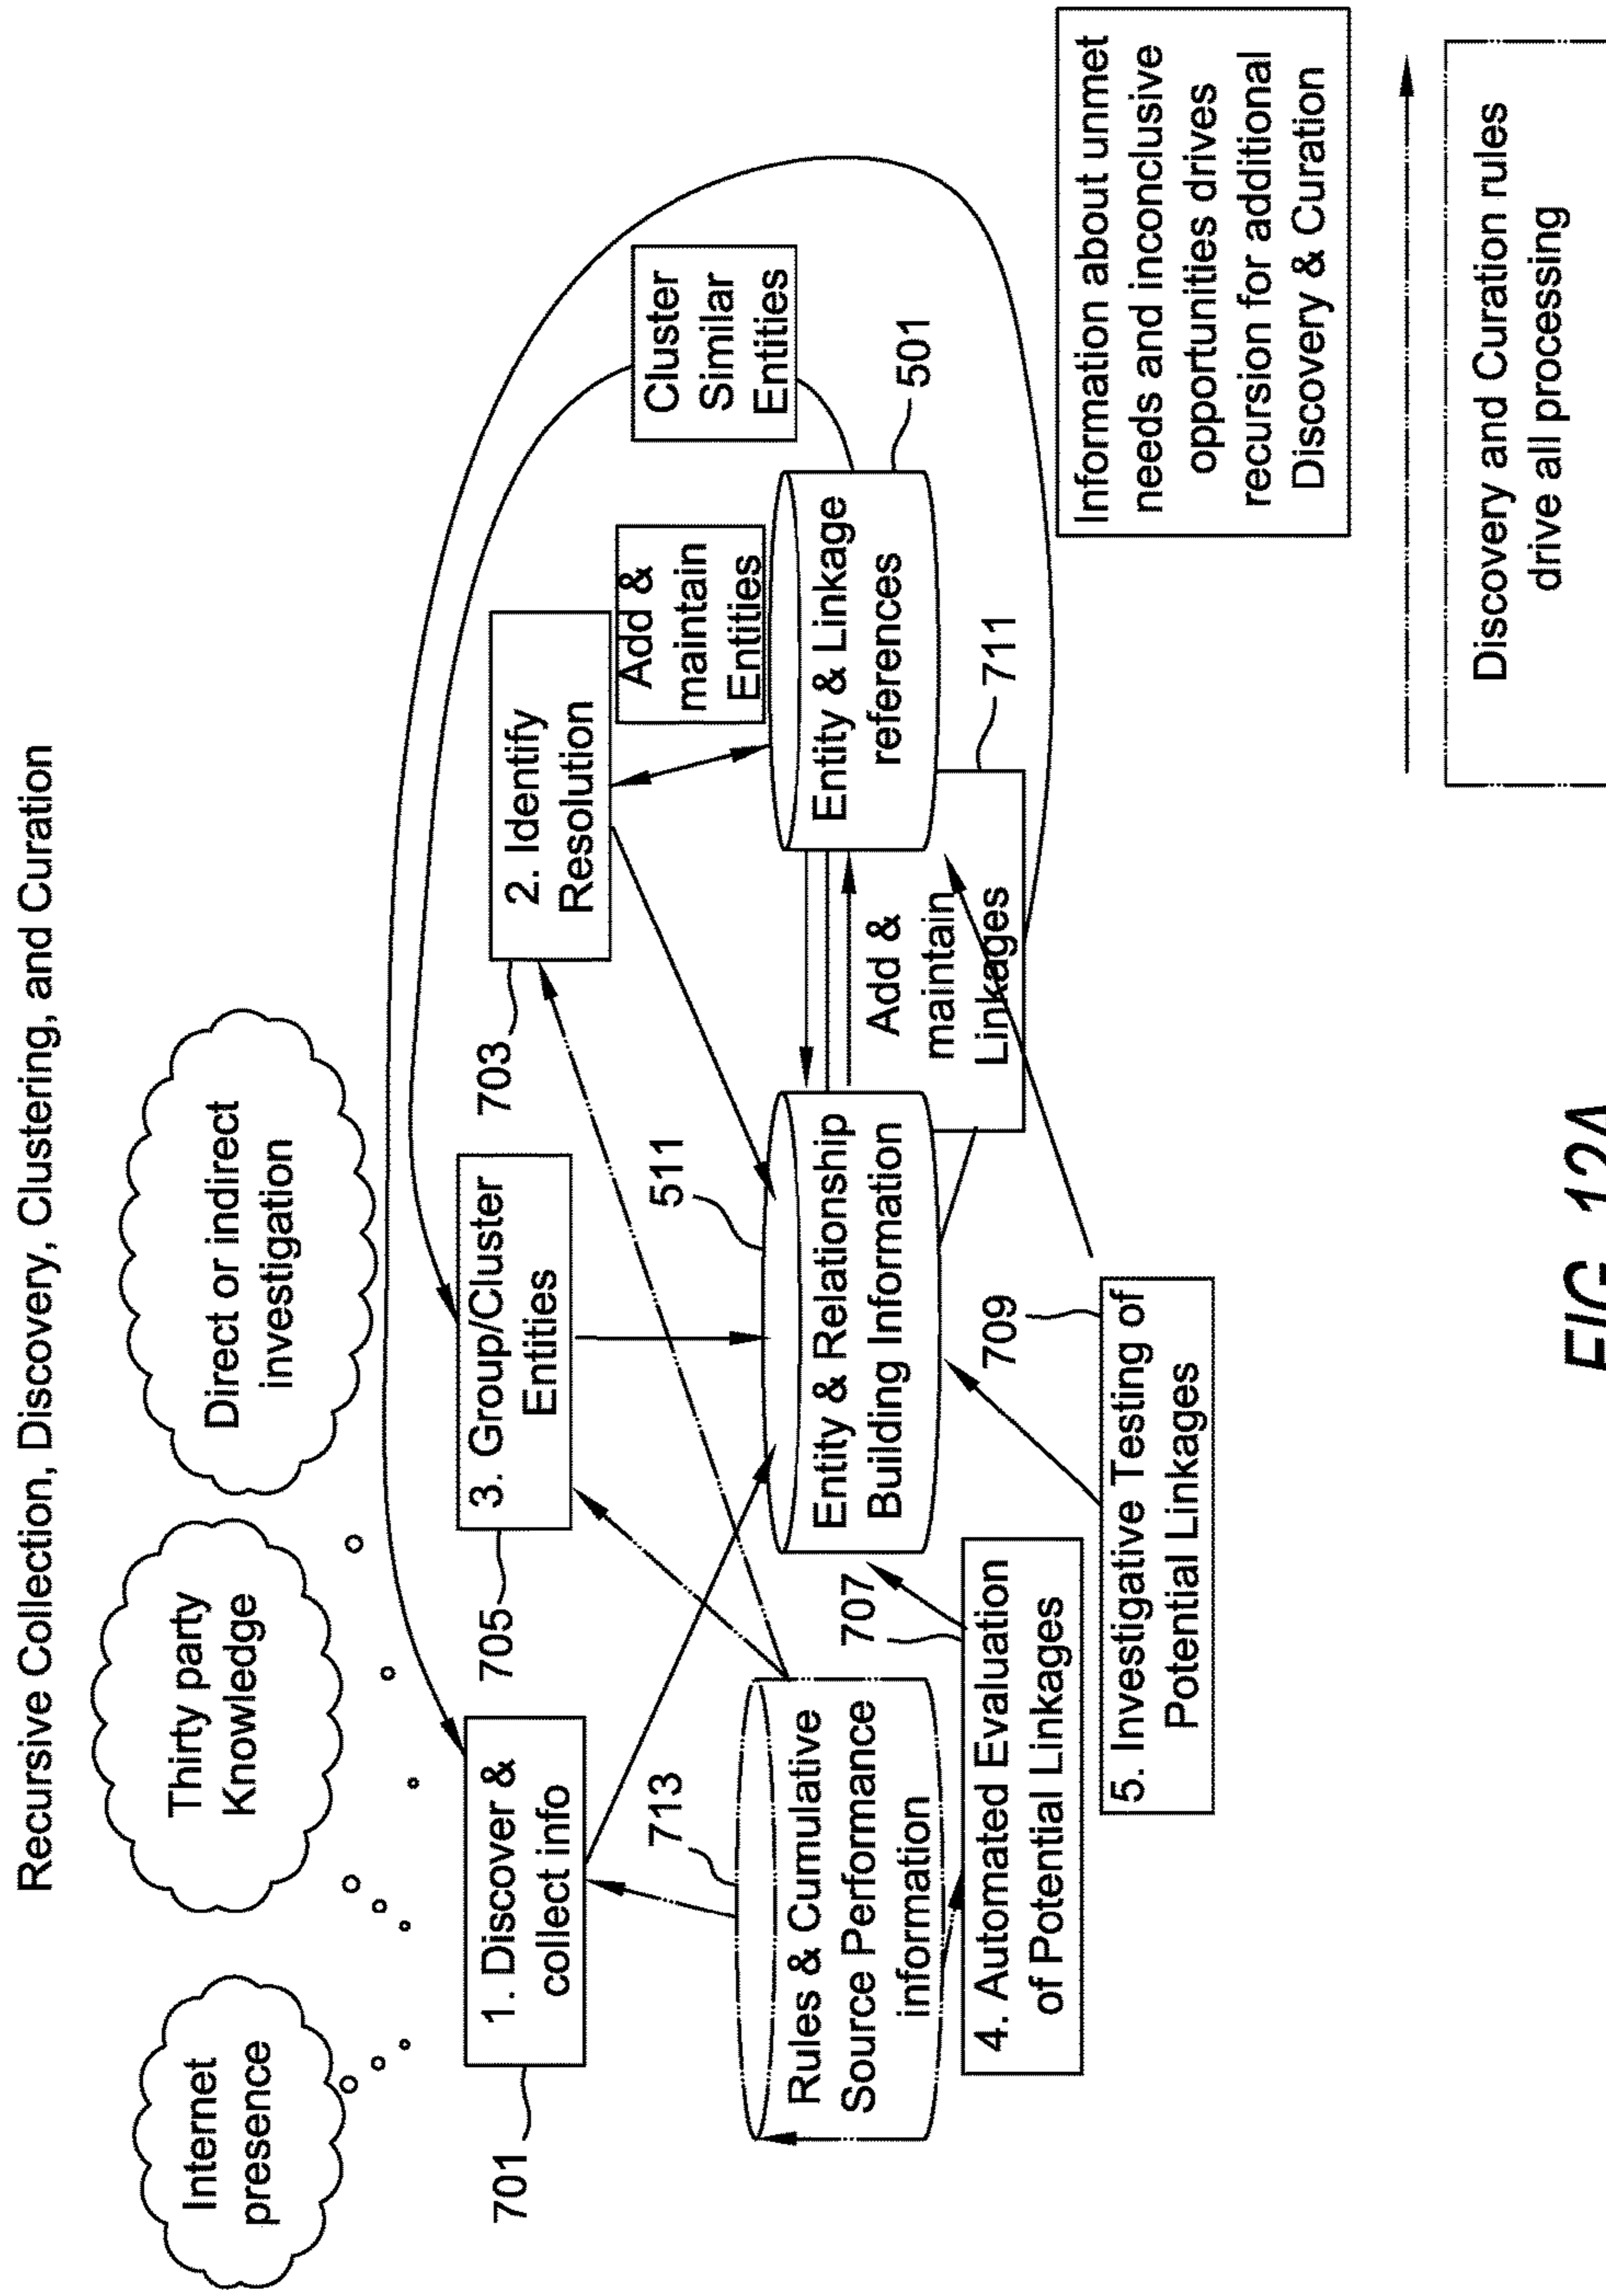 Recursive Collection, Discovery, Clustering, and Curation
Internet
presence
Thirty party
Knowledge
Direct or indirect
investigation
701
1. Discover &
collect info
705
3. Group/Cluster
Entities
703
2. Identify
Resolution
Add &
maintain
Entities
Cluster
Similar
Entities
713
Rules & Cumulative
Source Performance
information
511
Entity & Relationship
Building Information
Entity & Linkage
references
501
Add &
maintain
Linkages
711
707
4. Automated Evaluation
of Potential Linkages
709
5. Investigative Testing of
Potential Linkages
Information about unmet
needs and inconclusive
opportunities drives
recursion for additional
Discovery & Curation
Discovery and Curation rules
drive all processing
FIG. 12A